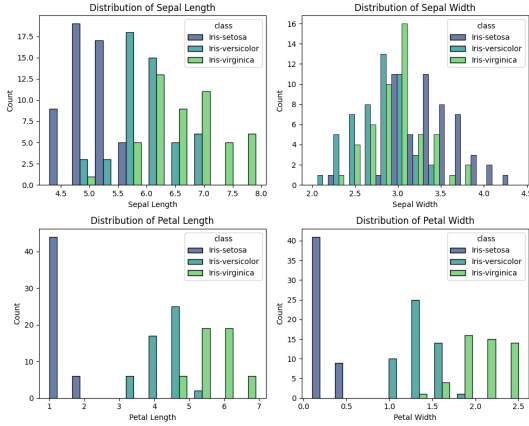 Distribution of Sepal Length
class
Iris-setosa
Iris-versicolor
Iris-virginica
Count
17.5
15.0
12.5
10.0
7.5
5.0
2.5
0.0
4.5 5.0 5.5 6.0 6.5 7.0 7.5 8.0
Sepal Length
Distribution of Sepal Width
class
Iris-setosa
Iris-versicolor
Iris-virginica
Count
16
14
12
10
8
6
4
2
0
2.0 2.5 3.0 3.5 4.0 4.5
Sepal Width
Distribution of Petal Length
class
Iris-setosa
Iris-versicolor
Iris-virginica
Count
40
30
20
10
0
1 2 3 4 5 6 7
Petal Length
Distribution of Petal Width
class
Iris-setosa
Iris-versicolor
Iris-virginica
Count
40
35
30
25
20
15
10
5
0
0.0 0.5 1.0 1.5 2.0 2.5
Petal Width